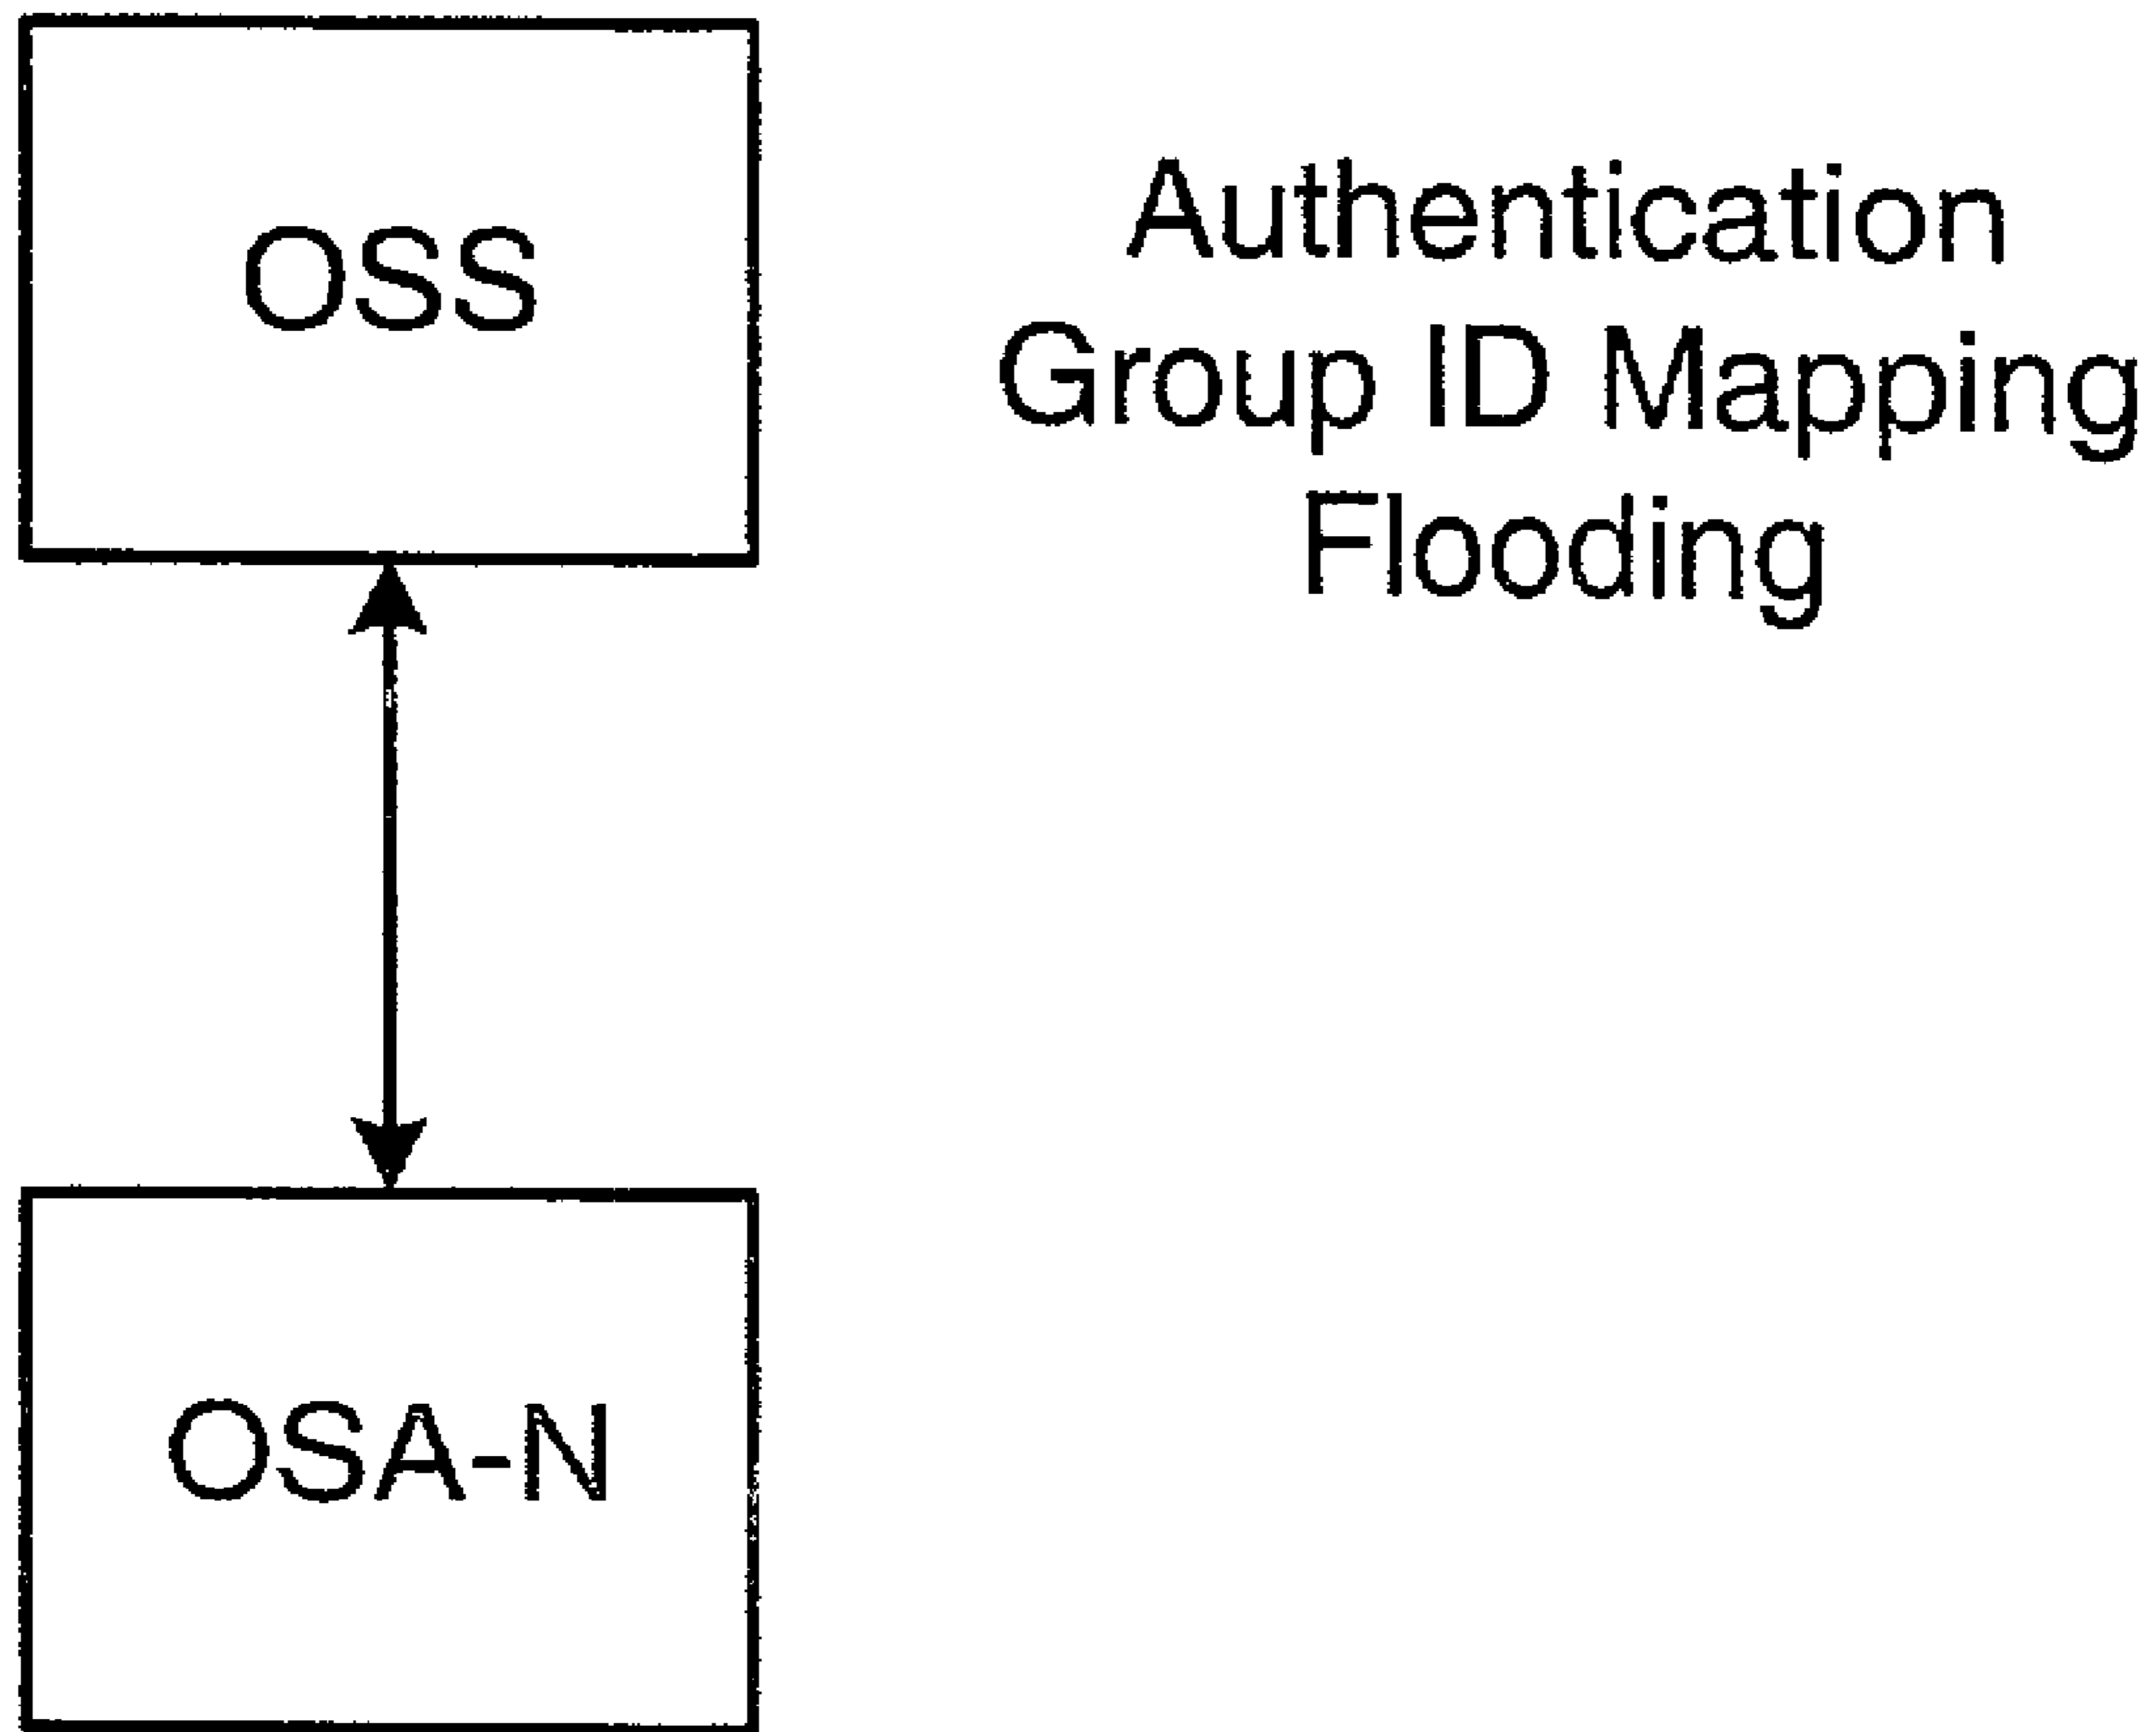 OSS
Authentication
Group ID Mapping
Flooding
OSA-N